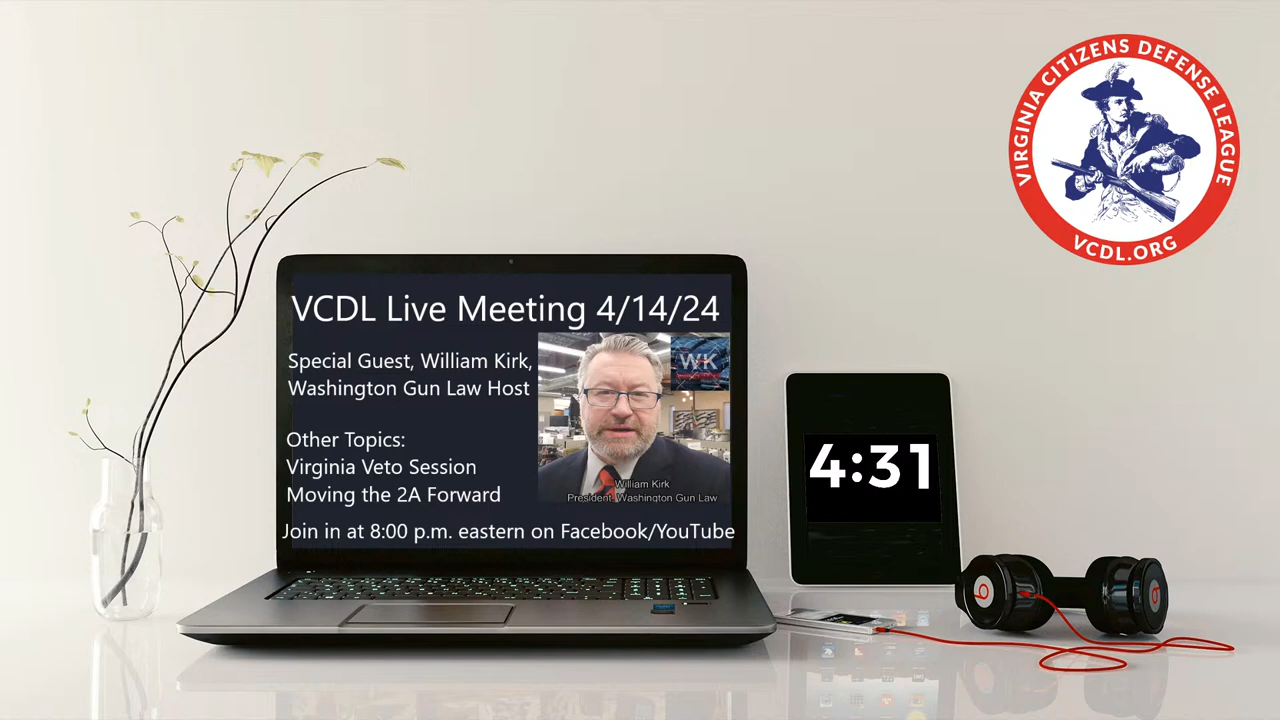 VIRGINIA CITIZENS DEFENSE LEAGUE
VCDL.ORG
VCDL Live Meeting 4/14/24
Special Guest, William Kirk,
Washington Gun Law Host
WK
Other Topics:
Virginia Veto Session
Moving the 2A Forward
William Kirk
President, Washington Gun Law
Join in at 8:00 p.m. eastern on Facebook/YouTube
4:31